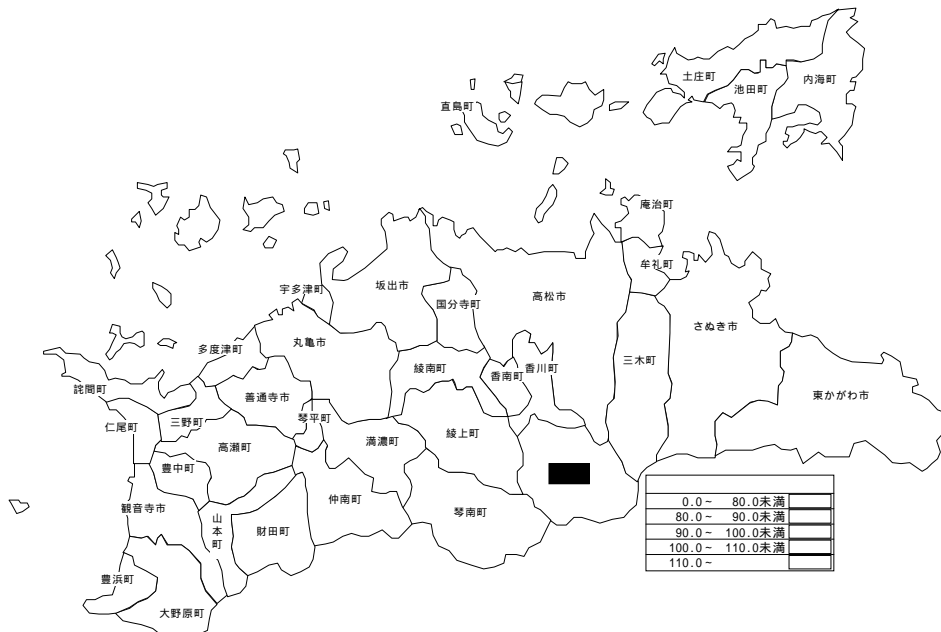 土庄町
池田町
内海町
直島町
庵治町
牟礼町
宇多津町
坂出市
国分寺町
高松市
さぬき市
多度津町
丸亀市
綾南町
香南町
香川町
三木町
東かがわ市
詫間町
善通寺市
仁尾町
三野町
琴平町
高瀬町
満濃町
綾上町
豊中町
観音寺市
山本町
財田町
仲南町
琴南町
豊浜町
大野原町
0.0～ 80.0未満
80.0～ 90.0未満
90.0～ 100.0未満
100.0～ 110.0未満
110.0～